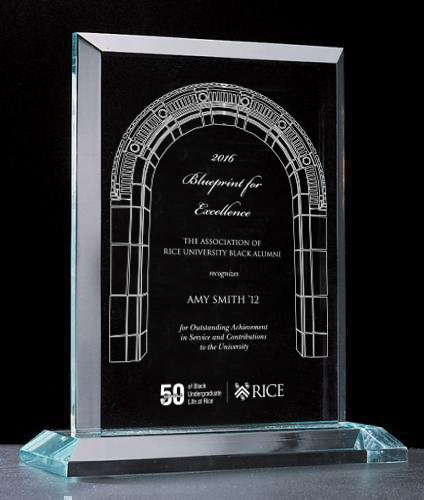 2016
Blueprint for
Excellence
THE ASSOCIATION OF
RICE UNIVERSITY BLACK ALUMNI
recognizes
AMY SMITH '12
for Outstanding Achievement
in Service and Contributions
to the University
50 of Black
Undergraduate
Life at Rice
RICE